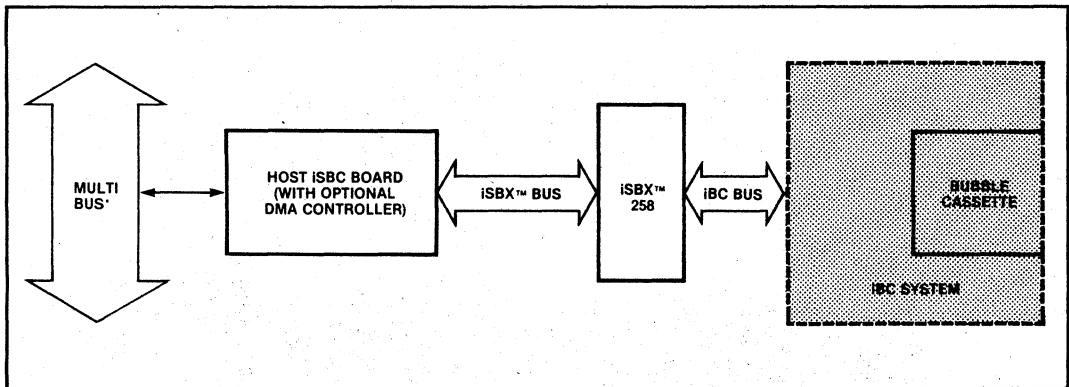 MULTI
BUS*
HOST iSBC BOARD
(WITH OPTIONAL
DMA CONTROLLER)
iSBX™ BUS
iSBX™
258
iBC BUS
BUBBLE
CASSETTE
iBC SYSTEM